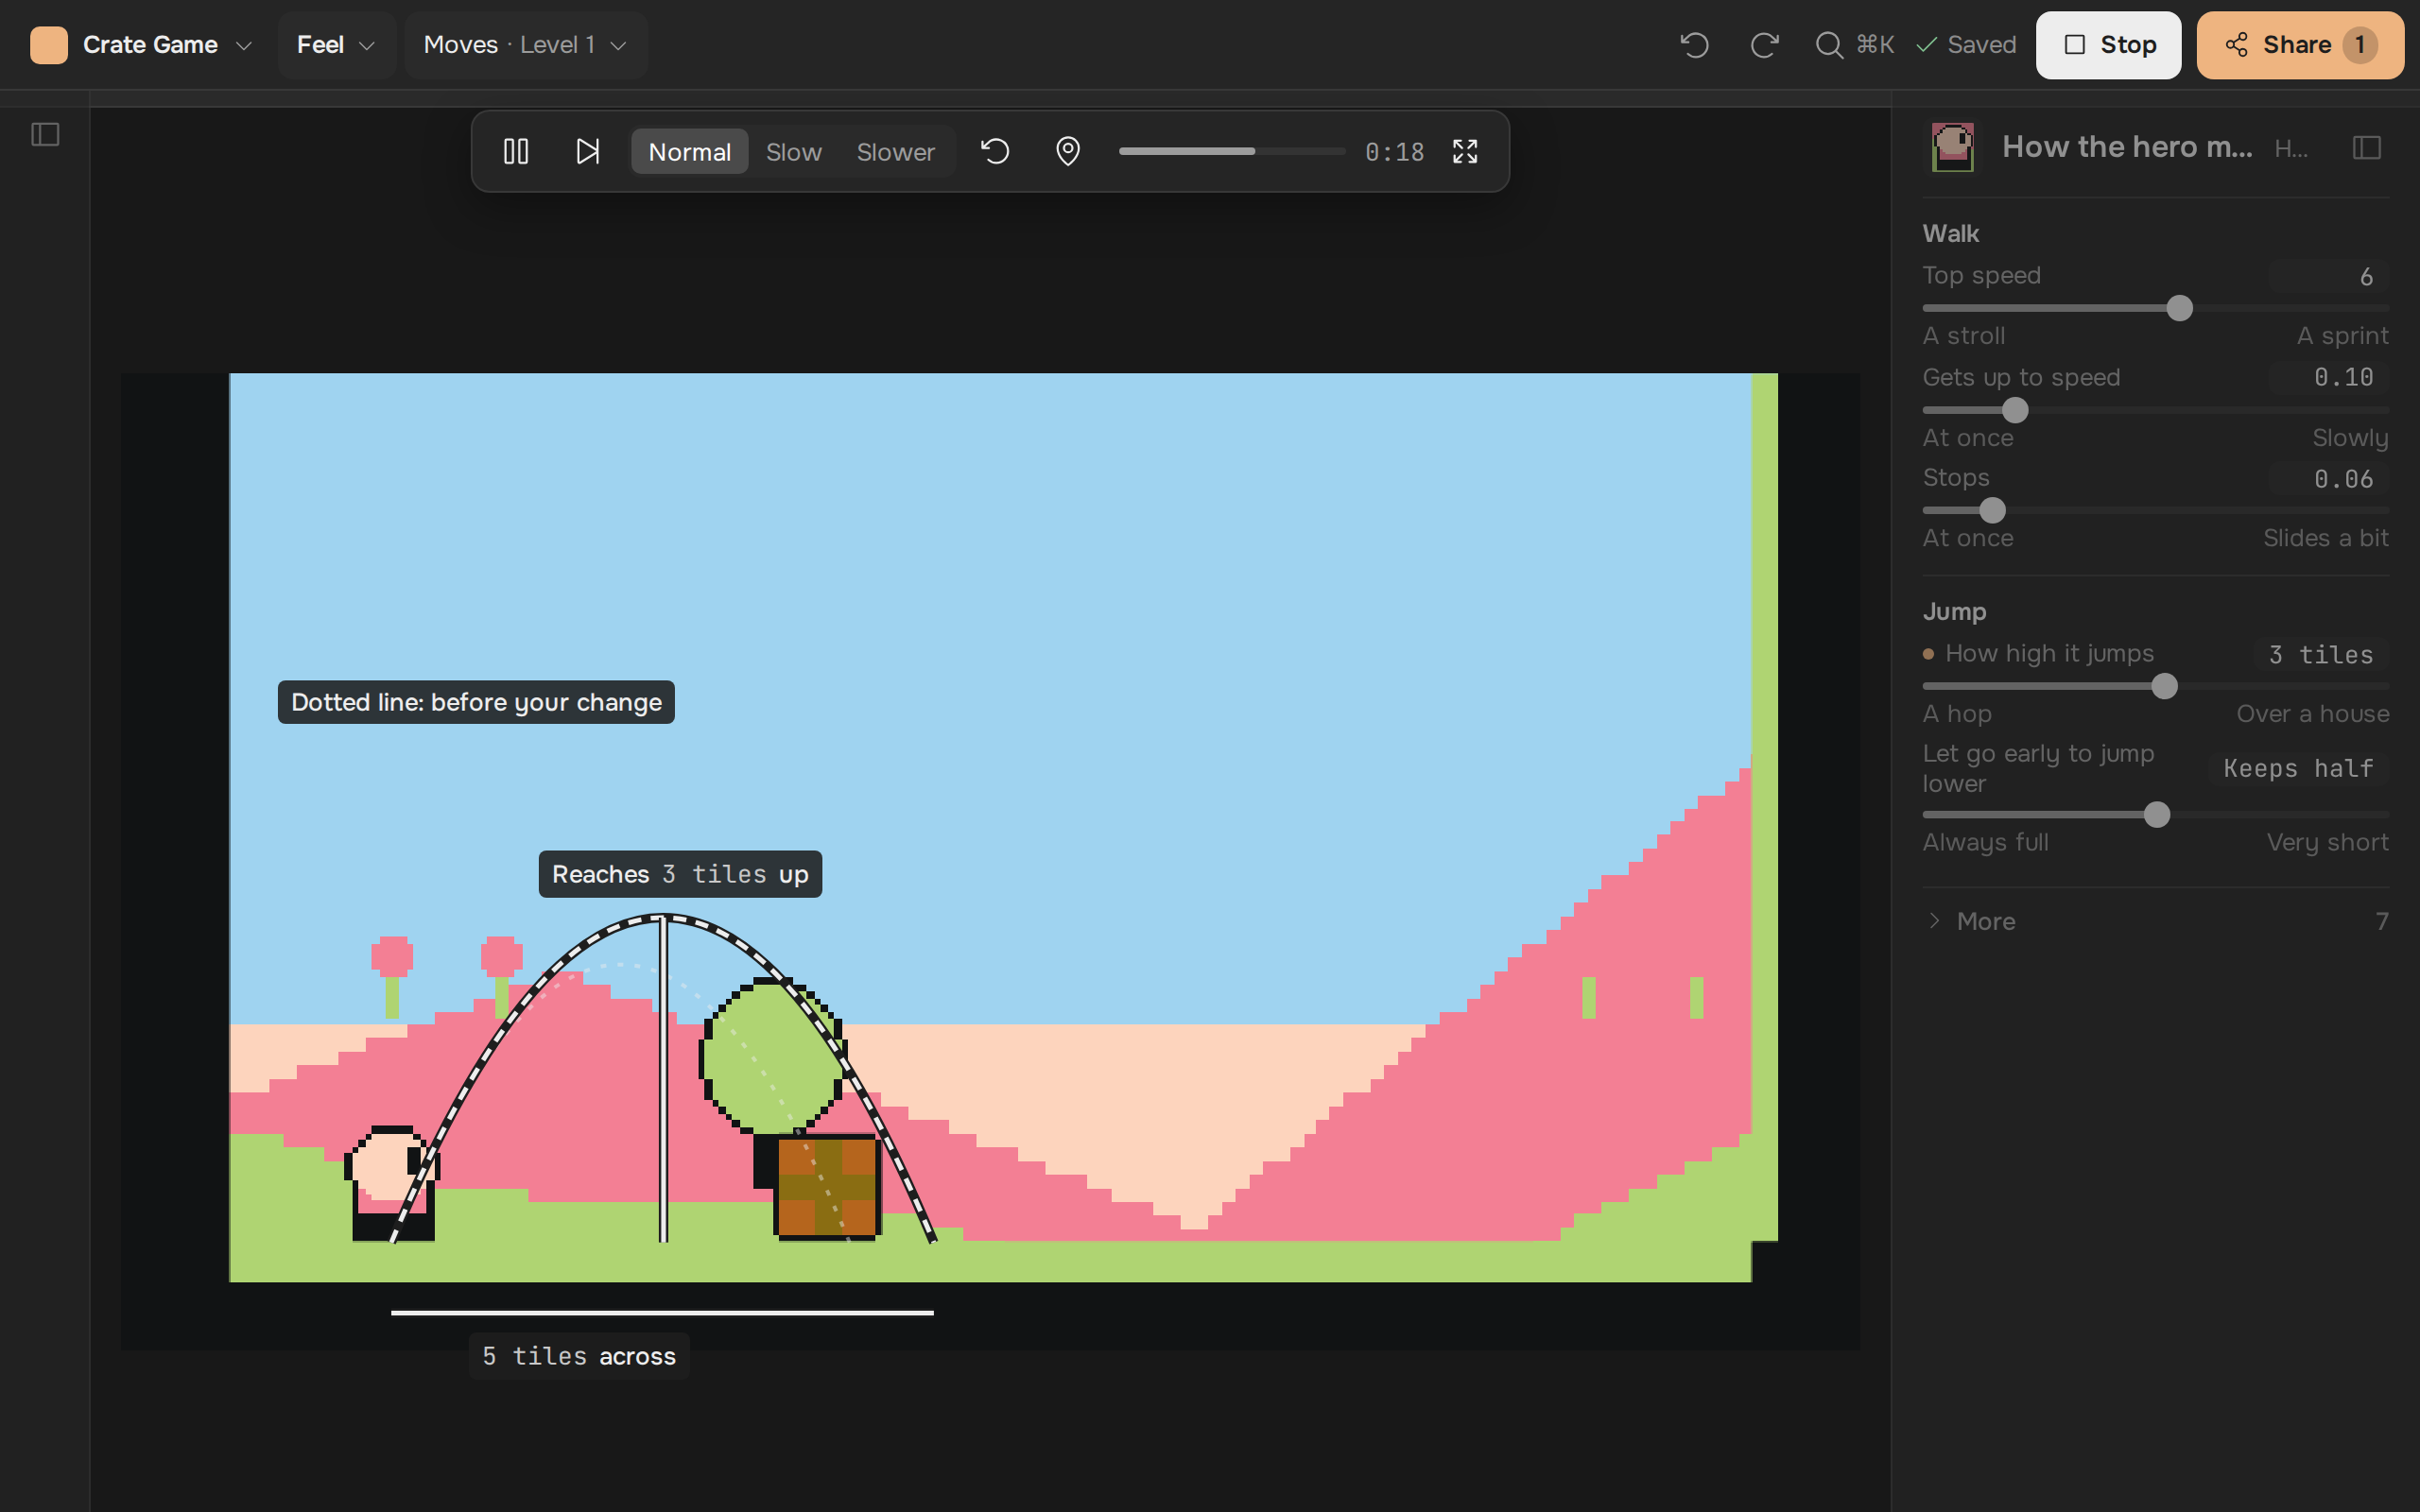 Crate Game
Feel
Moves · Level 1
⌘K
Saved
Stop
Share 1
Normal
Slow
Slower
0:18
How the hero m... H...
Walk
Top speed 6
A stroll A sprint
Gets up to speed 0.10
At once Slowly
Stops 0.06
At once Slides a bit
Jump
How high it jumps 3 tiles
A hop Over a house
Let go early to jump
lower
Keeps half
Always full Very short
More 7
Dotted line: before your change
Reaches 3 tiles up
5 tiles across